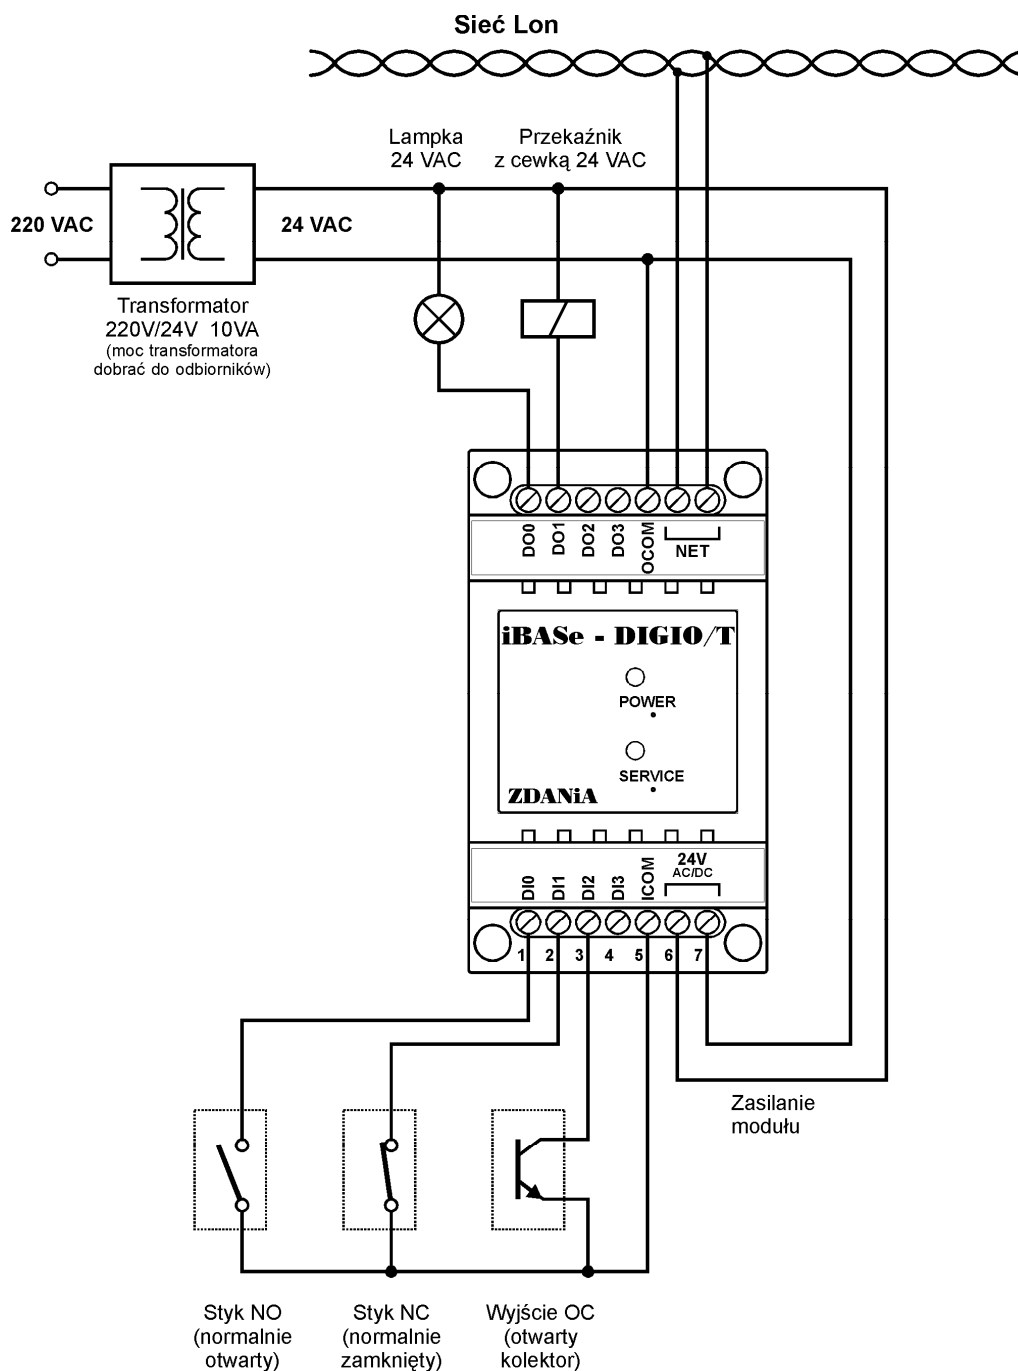 Sieć Lon
Lampka
24 VAC
Przekaźnik
z cewką 24 VAC
220 VAC
24 VAC
Transformator
220V/24V 10VA
(moc transformatora
dobrać do odbiorników)
DO0
DO1
DO2
DO3
OCOM
NET
iBASe - DIGIO/T
POWER
SERVICE
ZDANiA
DI0
DI1
DI2
DI3
ICOM
24V
AC/DC
1 2 3 4 5 6 7
Zasilanie
modułu
Styk NO
(normalnie
otwarty)
Styk NC
(normalnie
zamknięty)
Wyjście OC
(otwarty
kolektor)